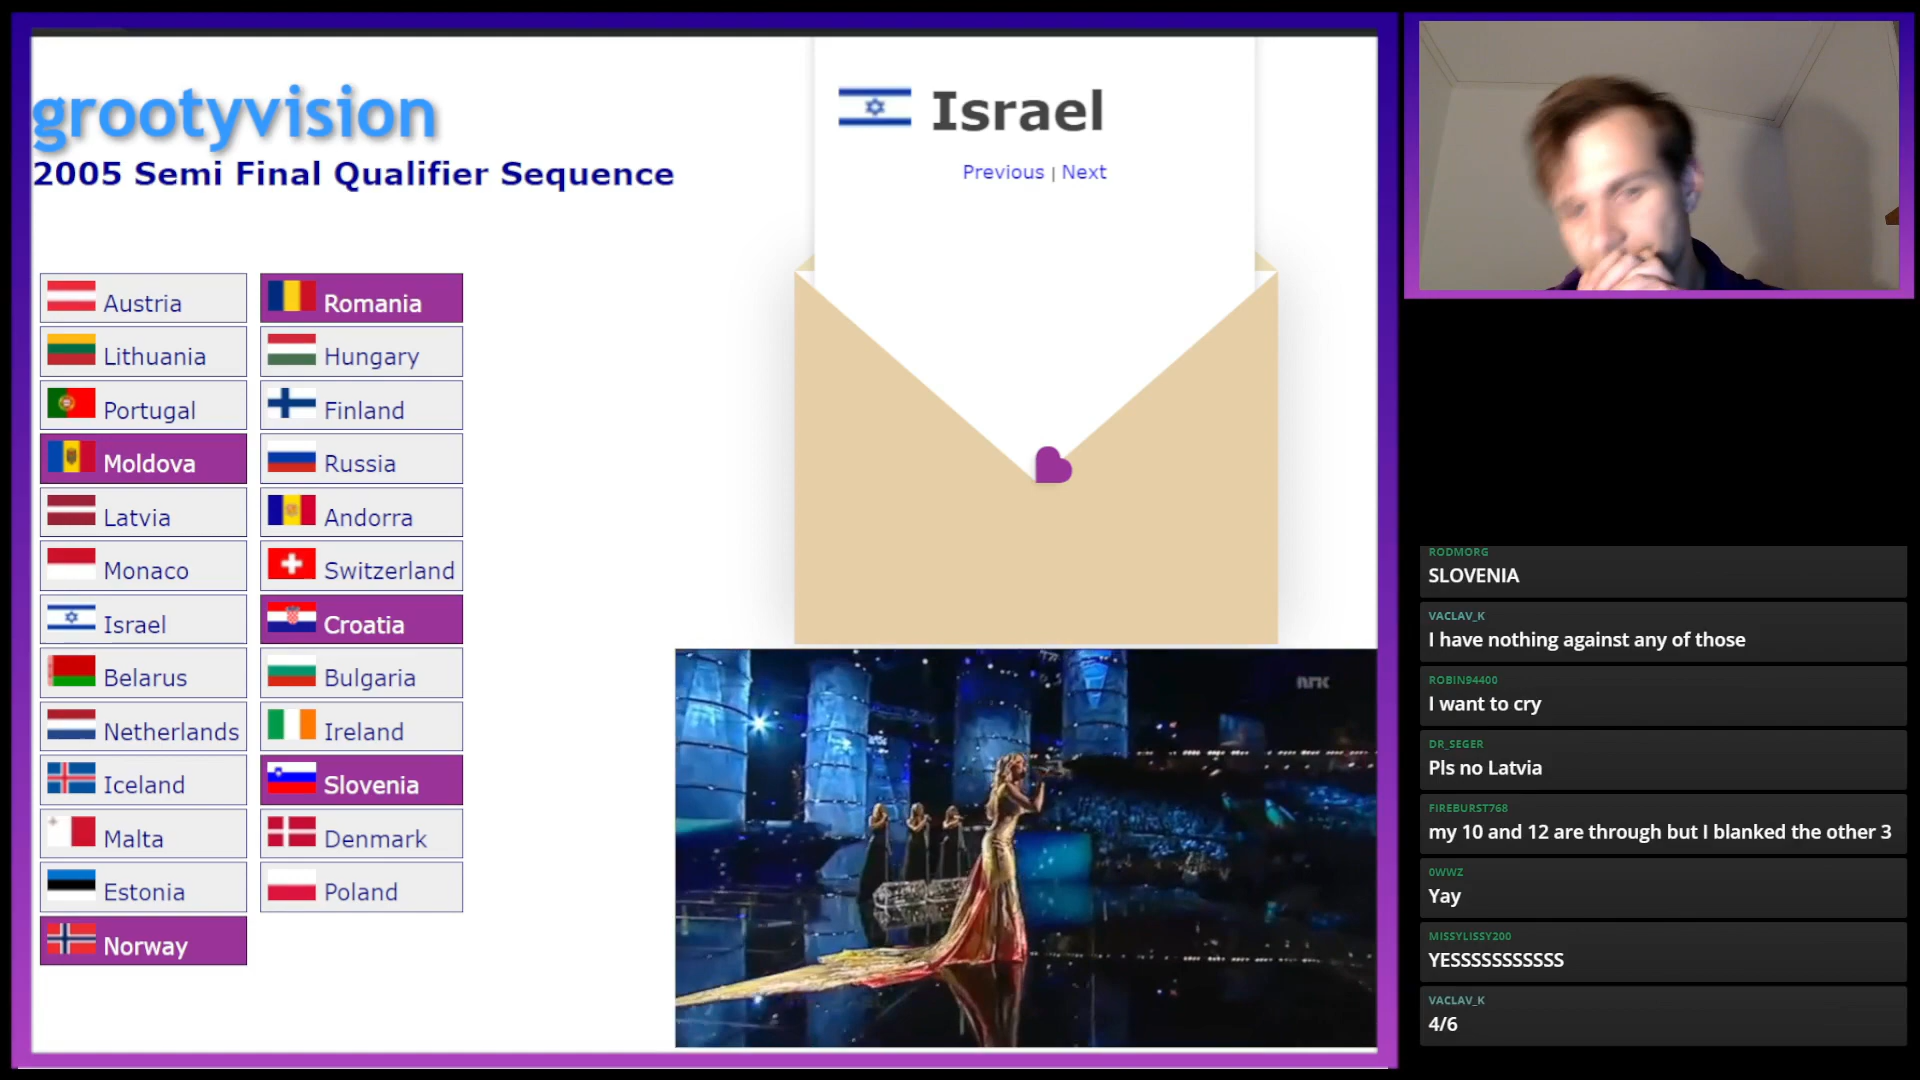 grootyvision
2005 Semi Final Qualifier Sequence
Austria
Lithuania
Portugal
Moldova
Latvia
Monaco
Israel
Belarus
Netherlands
Iceland
Malta
Estonia
Norway
Romania
Hungary
Finland
Russia
Andorra
Switzerland
Croatia
Bulgaria
Ireland
Slovenia
Denmark
Poland
Israel
Previous | Next
NRK
RODMORG
SLOVENIA
VACLAV_K
I have nothing against any of those
ROBIN94400
I want to cry
DR_SEGER
Pls no Latvia
FIREBURST768
my 10 and 12 are through but I blanked the other 3
0WWZ
Yay
MISSYLISSY200
YESSSSSSSSSSS
VACLAV_K
4/6